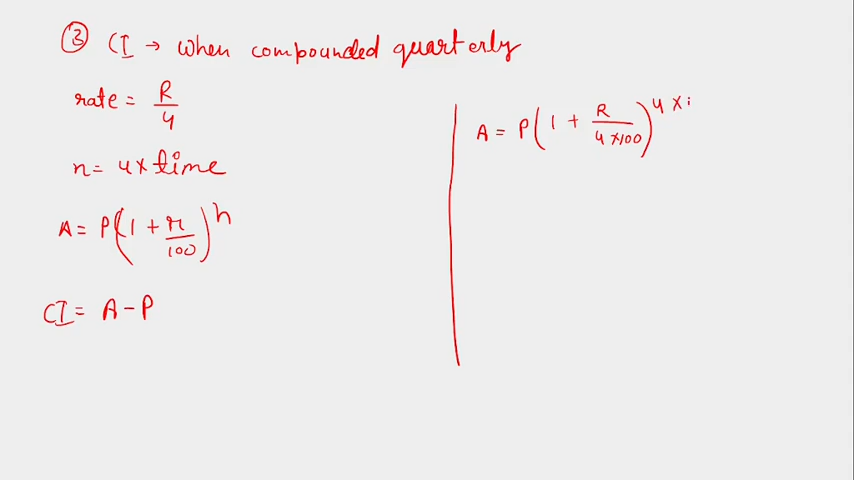 ③ CI → when compounded quarterly
rate = R/4
n = 4 × time
A = P(1 + r/100)^n
CI = A - P
A = P(1 + R/4×100)^4 ×